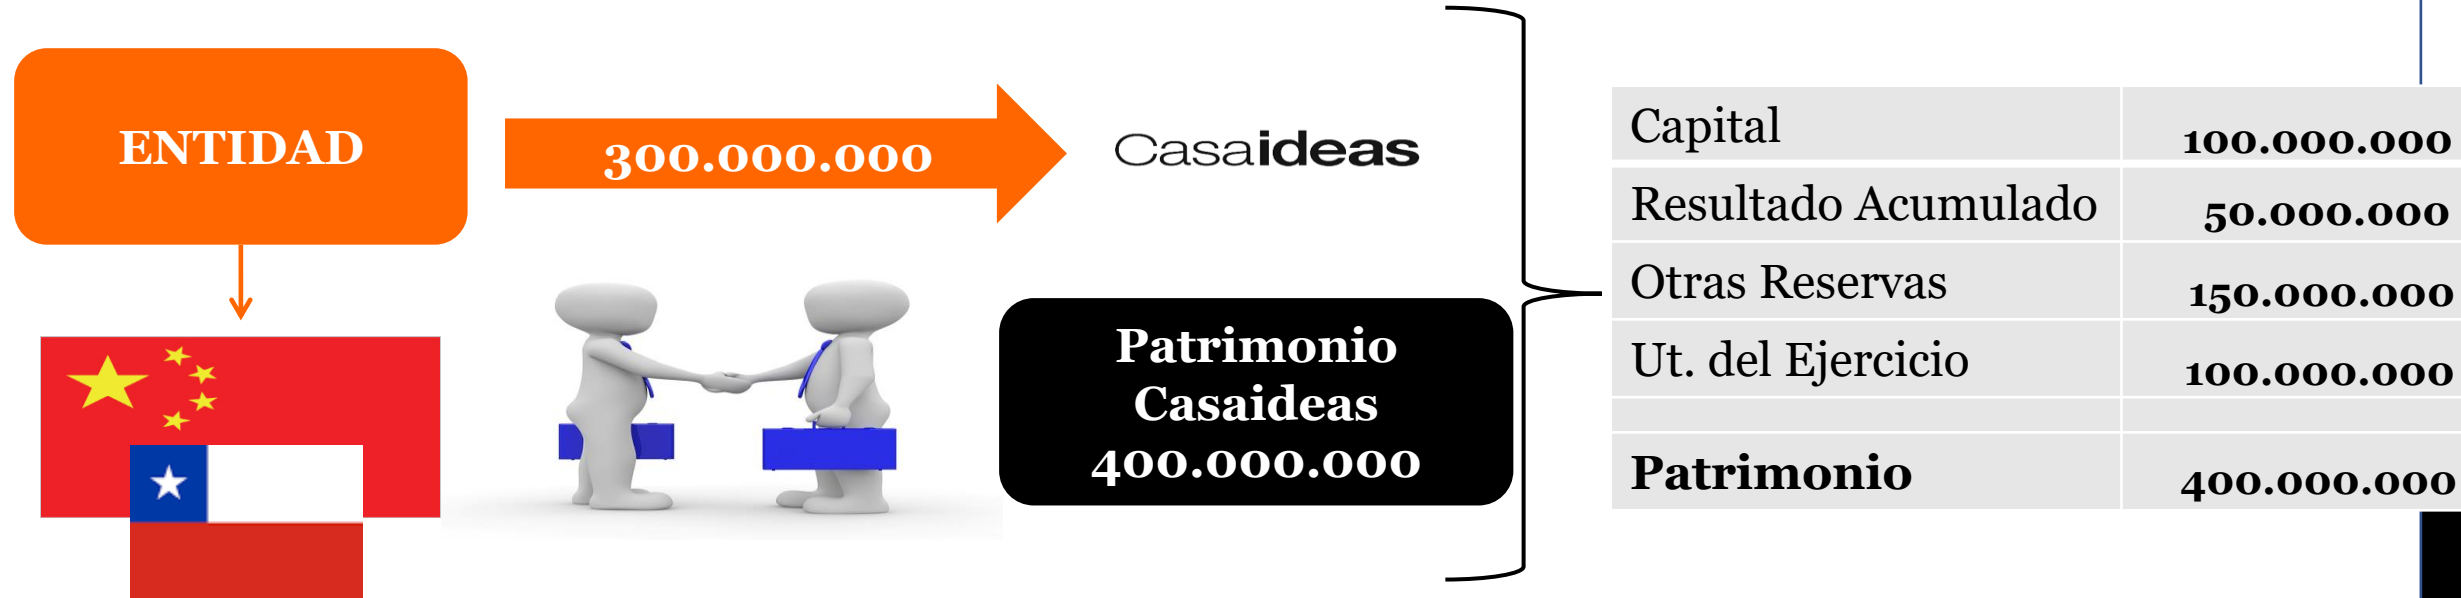 ENTIDAD
300.000.000
Casaideas
Patrimonio
Casaideas
400.000.000
Capital 100.000.000
Resultado Acumulado 50.000.000
Otras Reservas 150.000.000
Ut. del Ejercicio 100.000.000
Patrimonio 400.000.000